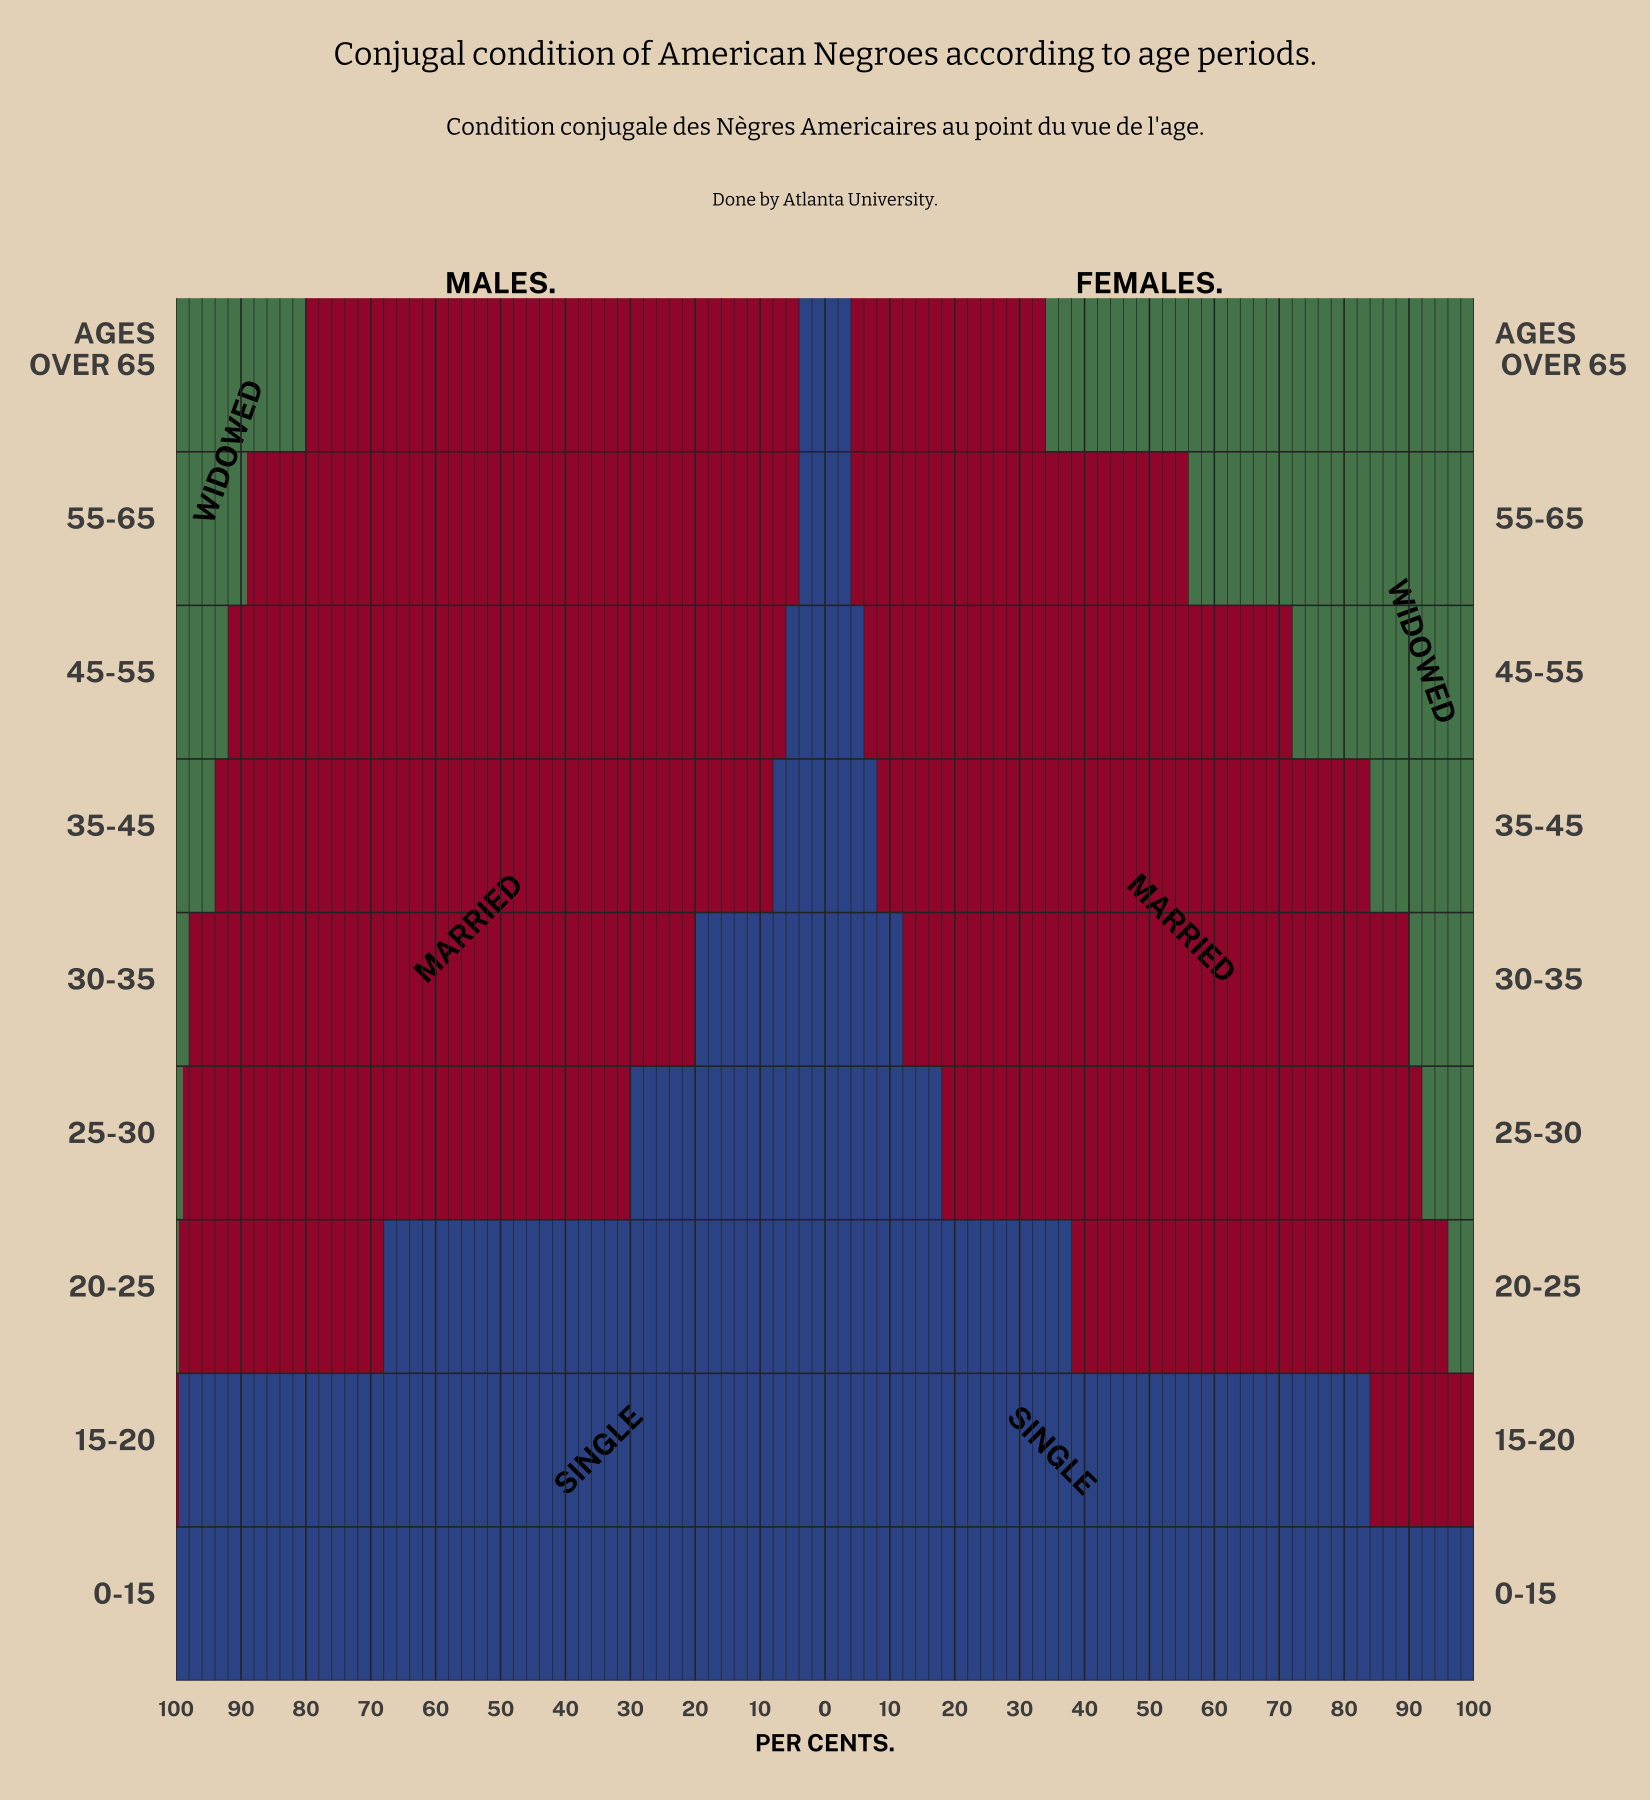 Conjugal condition of American Negroes according to age periods.
Condition conjugale des Nègres Americaires au point du vue de l'age.
Done by Atlanta University.
MALES. FEMALES.
AGES OVER 65
AGES OVER 65
WIDOWED
55-65 55-65
WIDOWED
45-55 45-55
35-45 35-45
MARRIED MARRIED
30-35 30-35
25-30 25-30
20-25 20-25
15-20 15-20
SINGLE SINGLE
0-15 0-15
100 90 80 70 60 50 40 30 20 10 0 10 20 30 40 50 60 70 80 90 100
PER CENTS.